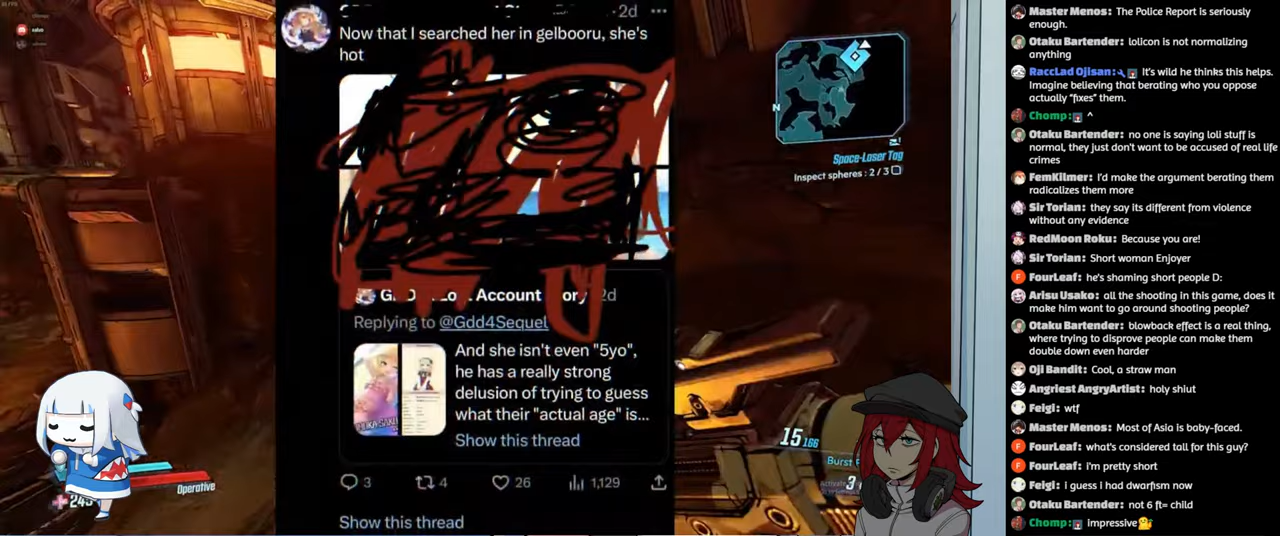 2d
Now that I searched her in gelbooru, she's
hot
Account
2d
Replying to @Gdd4Sequel
And she isn't even "5yo",
he has a really strong
delusion of trying to guess
what their "actual age" is...
Show this thread
3
4
26
1,129
Show this thread
Operative
N
Space-Laser Tag
Inspect spheres : 2 / 3
15
166
Master Menos: The Police Report is seriously
enough.
Otaku Bartender: lolicon is not normalizing
anything
RaccLad Ojisan: It's wild he thinks this helps.
Imagine believing that berating who you oppose
actually "fixes" them.
Chomp: ^
Otaku Bartender: no one is saying loli stuff is
normal, they just don't want to be accused of real life
crimes
FemKilmer: I'd make the argument berating them
radicalizes them more
Sir Torian: they say its different from violence
without any evidence
RedMoon Roku: Because you are!
Sir Torian: Short woman Enjoyer
F FourLeaf: he's shaming short people D:
Arisu Usako: all the shooting in this game, does it
make him want to go around shooting people?
Otaku Bartender: blowback effect is a real thing,
where trying to disprove people can make them
double down even harder
Oji Bandit: Cool, a straw man
Angriest AngryArtist: holy shiut
Feigi: wtf
Master Menos: Most of Asia is baby-faced.
F FourLeaf: what's considered tall for this guy?
F FourLeaf: i'm pretty short
Feigi: i guess i had dwarfism now
Otaku Bartender: not 6 ft= child
Chomp: impressive